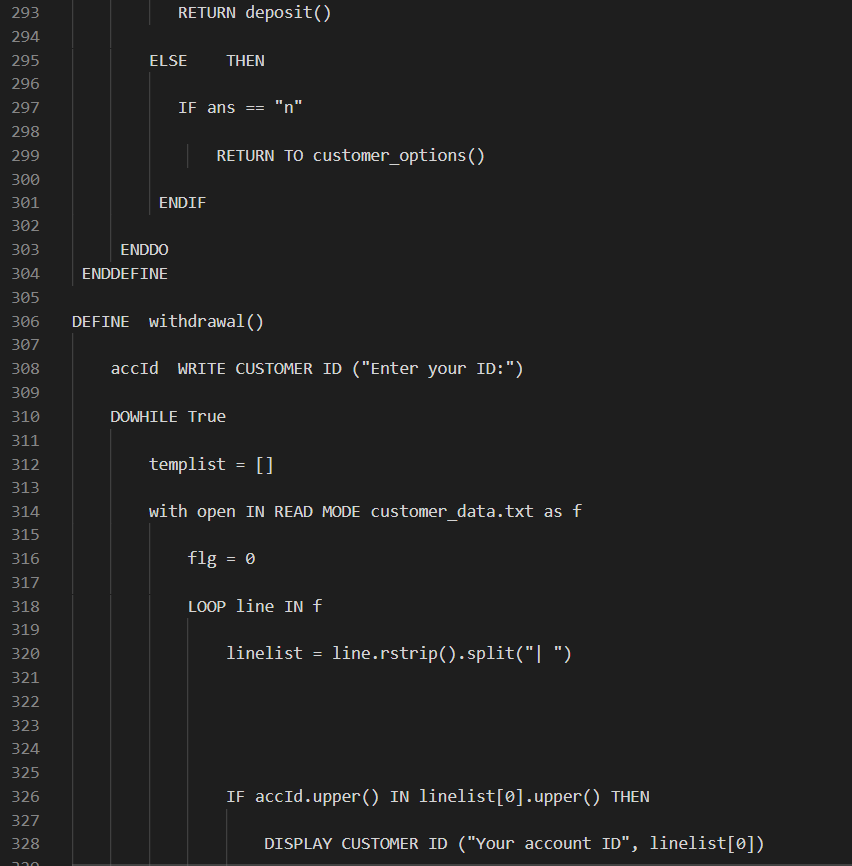 293 RETURN deposit()
294
295 ELSE    THEN
296
297 IF ans == "n"
298
299 RETURN TO customer_options()
300
301 ENDIF
302
303 ENDDO
304 ENDDEFINE
305
306 DEFINE  withdrawal()
307
308 accId  WRITE CUSTOMER ID ("Enter your ID:")
309
310 DOWHILE True
311
312 templist = []
313
314 with open IN READ MODE customer_data.txt as f
315
316 flg = 0
317
318 LOOP line IN f
319
320 linelist = line.rstrip().split("| ")
321
322
323
324
325
326 IF accId.upper() IN linelist[0].upper() THEN
327
328 DISPLAY CUSTOMER ID ("Your account ID", linelist[0])